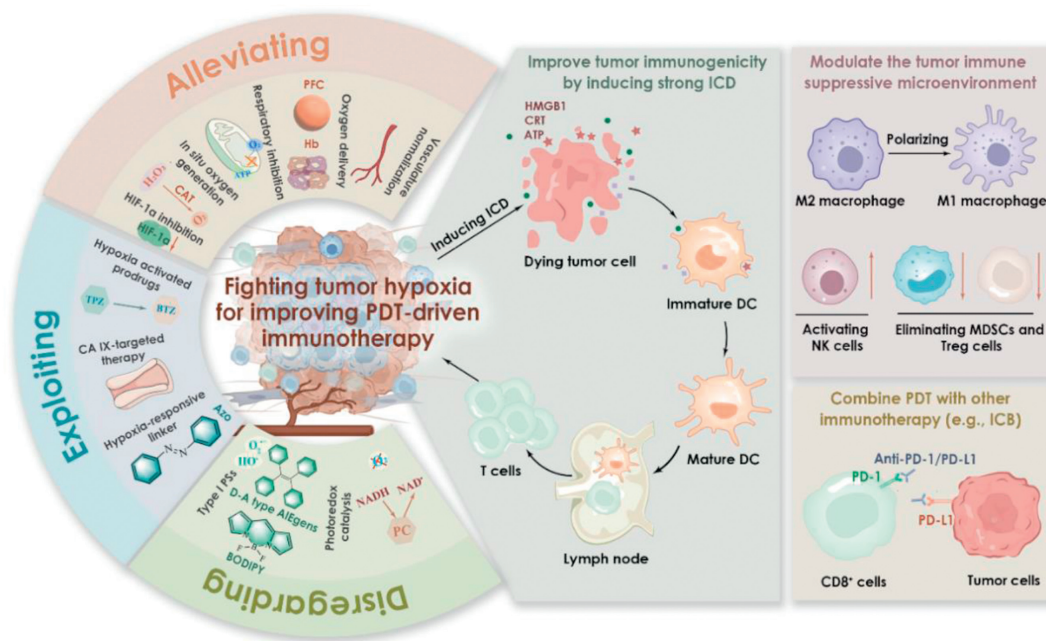 Alleviating
PFC
Hb
Oxygen delivery
Vasculature
normalization
Respiratory inhibition
O₂
ATP
In situ oxygen
generation
H₂O₂
CAT
HIF-1α inhibition
HIF-1α
Exploiting
Hypoxia activated
prodrugs
TPZ
BTZ
CA IX-targeted
therapy
Hypoxia-responsive
linker
Azo
N=N
Disregarding
Type I PSs
O₂⁻
HO·
D-A type AIEgens
BODIPY
N
B
N
F
F
Photoredox
catalysis
O₂
NADH
NAD⁺
PC
Fighting tumor hypoxia
for improving PDT-driven
immunotherapy
Improve tumor immunogenicity
by inducing strong ICD
HMGB1
CRT
ATP
Inducing ICD
Dying tumor cell
Immature DC
Mature DC
T cells
Lymph node
Modulate the tumor immune
suppressive microenvironment
Polarizing
M2 macrophage
M1 macrophage
Activating
NK cells
Eliminating MDSCs and
Treg cells
Combine PDT with other
immunotherapy (e.g., ICB)
Anti-PD-1/PD-L1
PD-1
PD-L1
CD8⁺ cells
Tumor cells